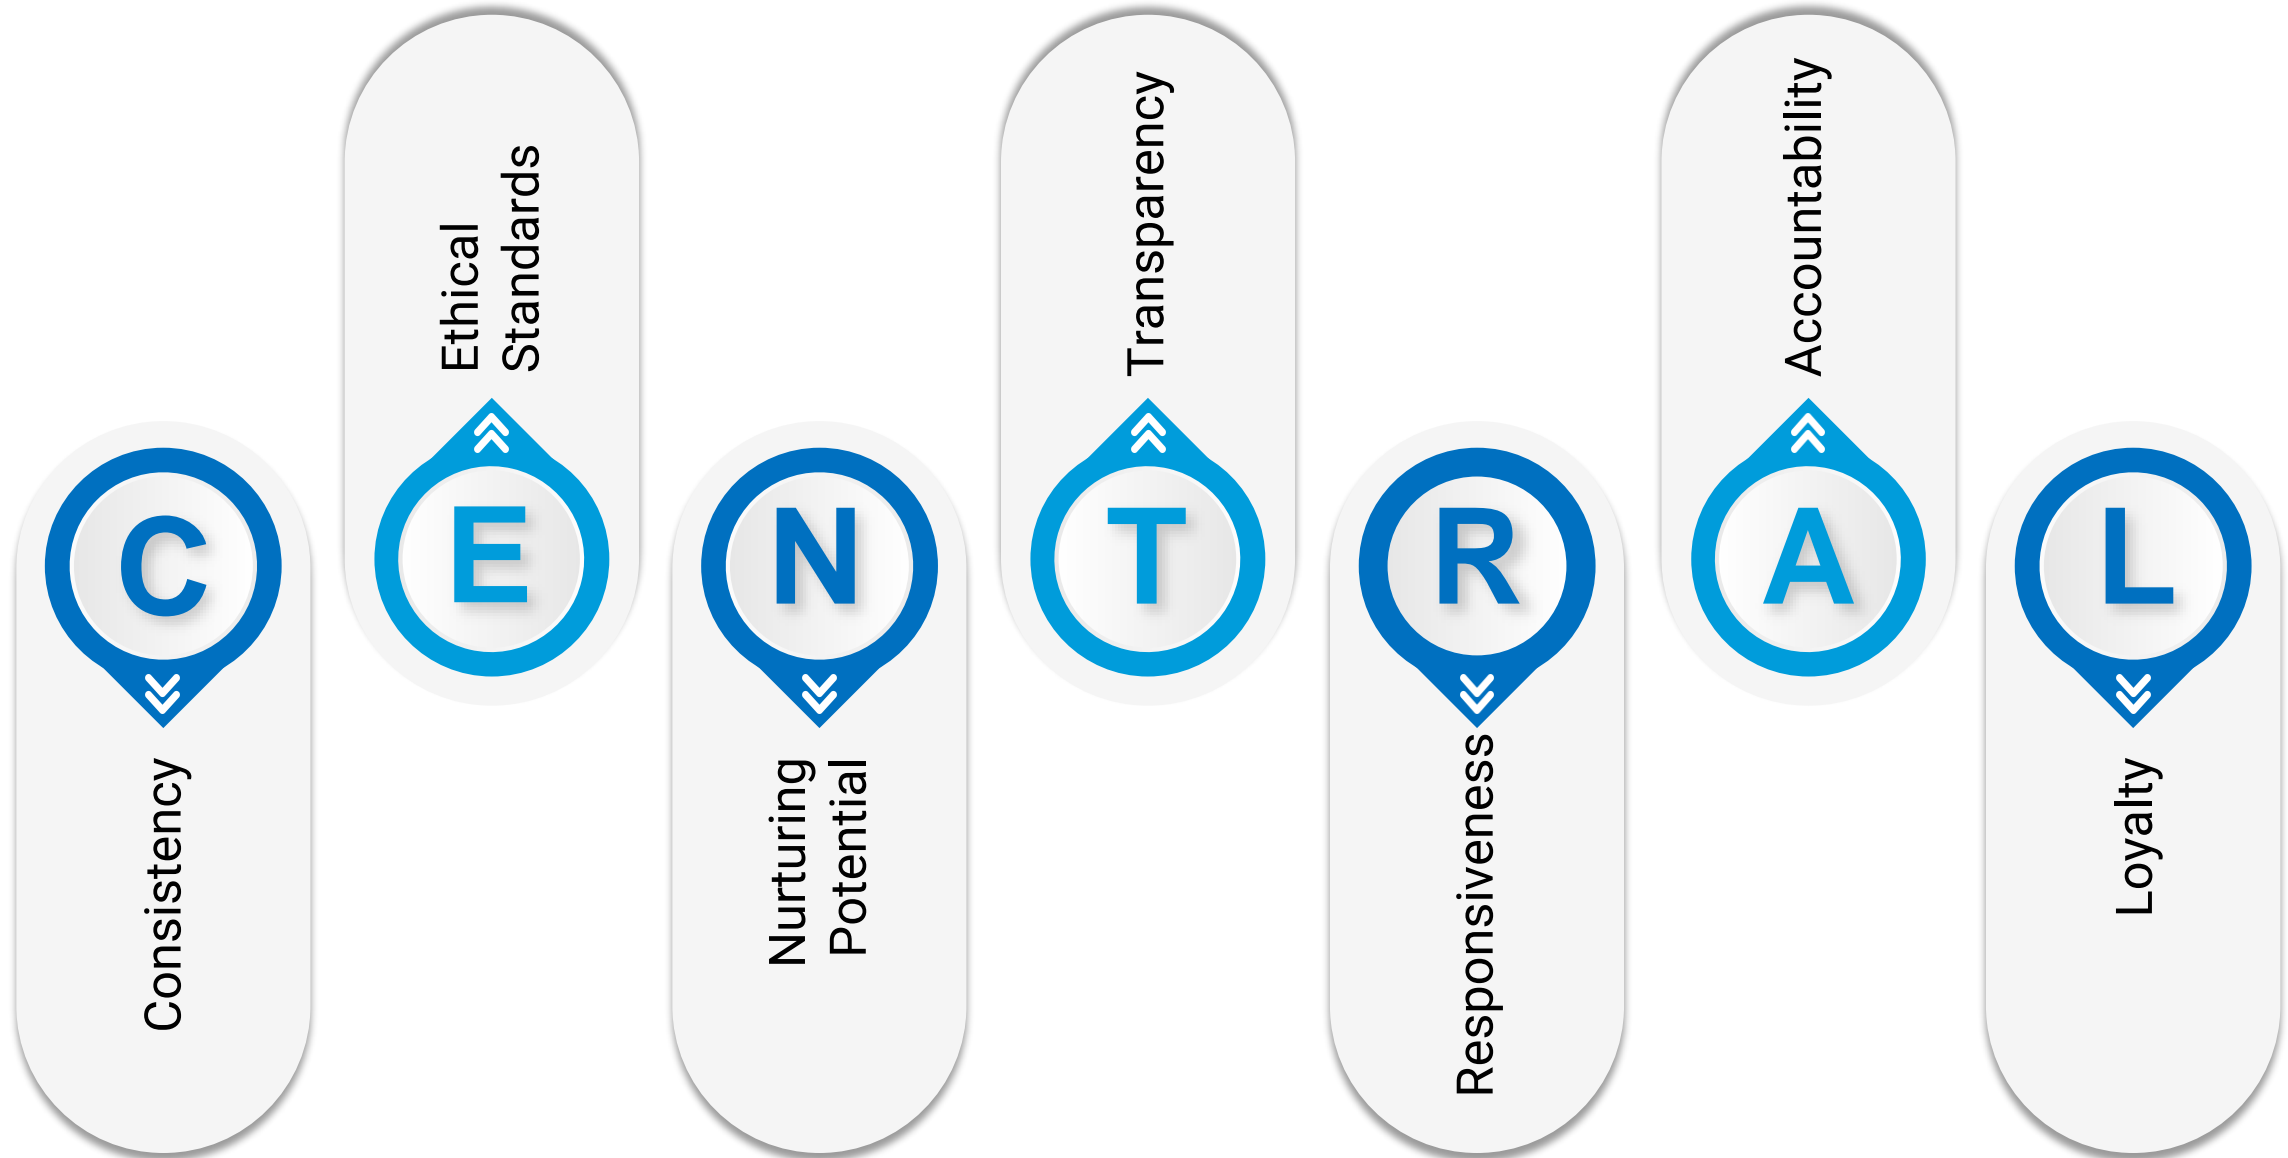 C
Consistency
E
Ethical
Standards
N
Nurturing
Potential
T
Transparency
R
Responsiveness
A
Accountability
L
Loyalty